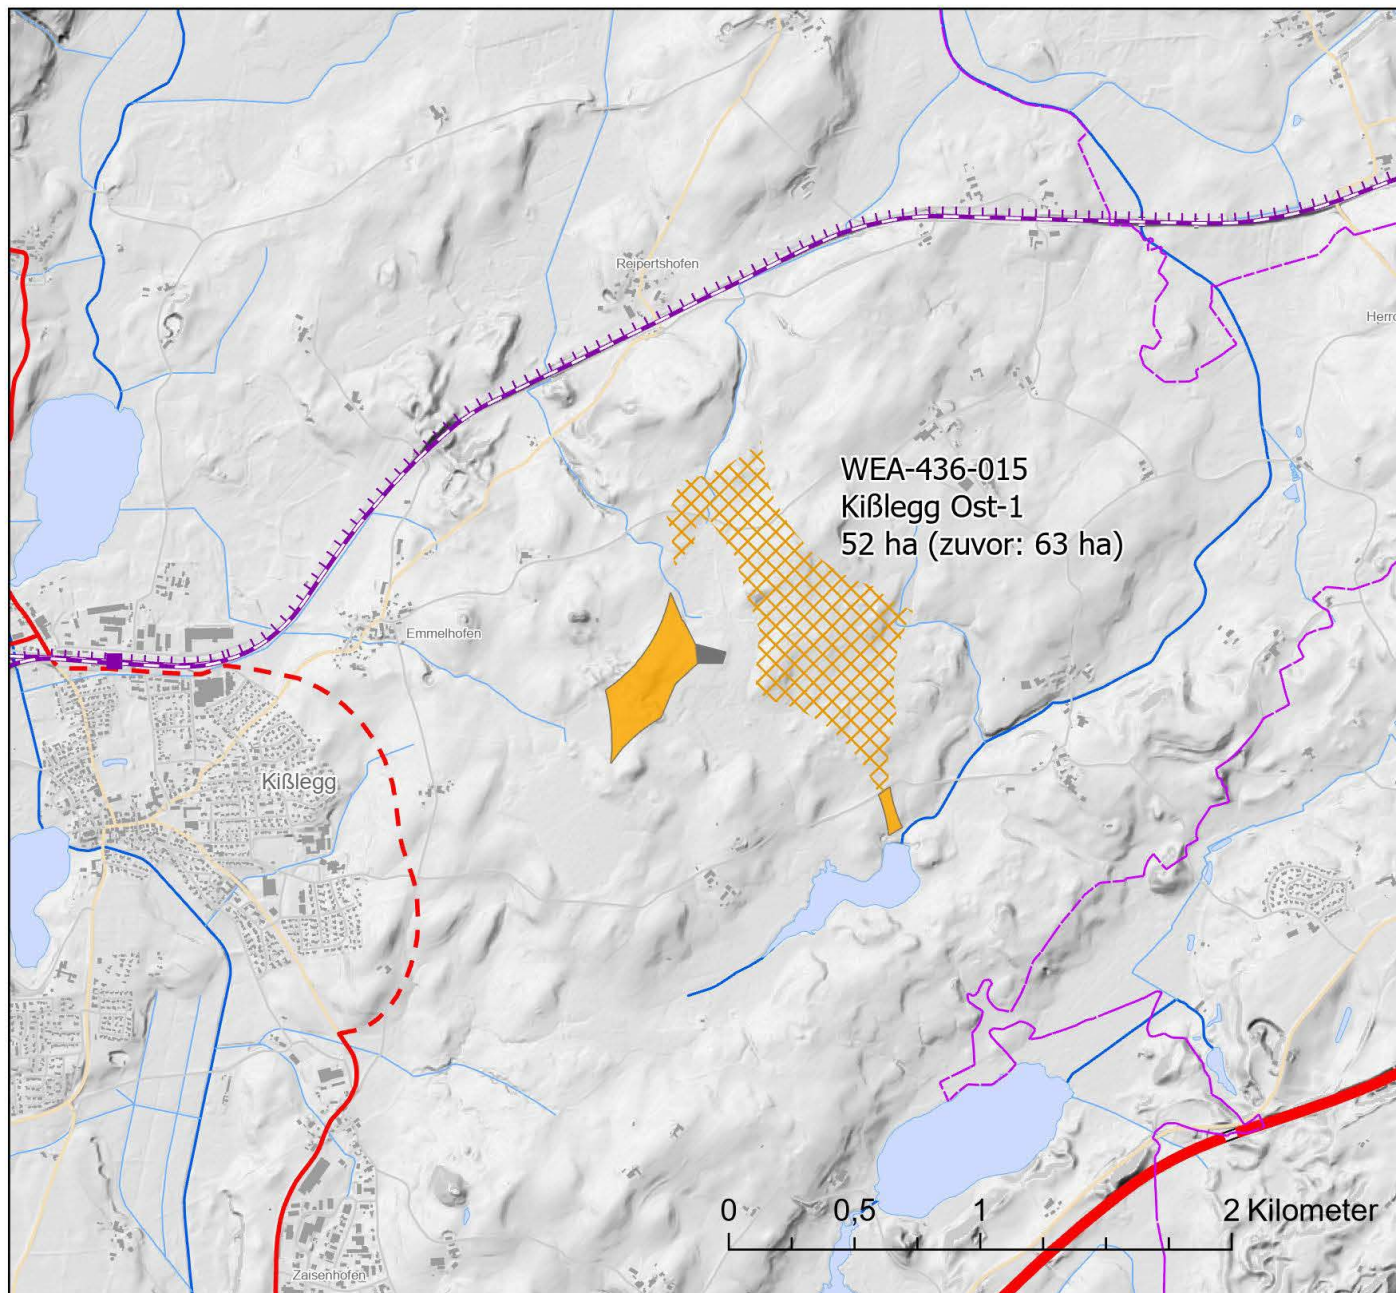 Reipertshofen
Herro
WEA-436-015
Kißlegg Ost-1
52 ha (zuvor: 63 ha)
Emmelhofen
Kißlegg
0 0,5 1 2 Kilometer
Zaisenhofen